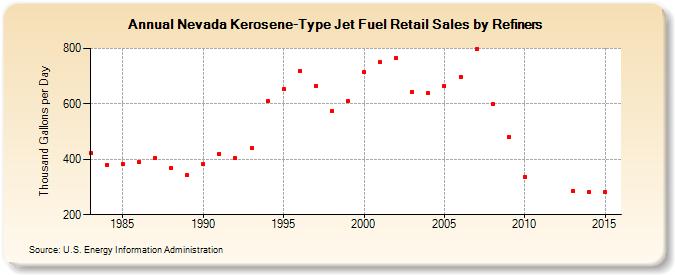 Annual Nevada Kerosene-Type Jet Fuel Retail Sales by Refiners
Thousand Gallons per Day
800
600
400
200
1985 1990 1995 2000 2005 2010 2015
Source: U.S. Energy Information Administration